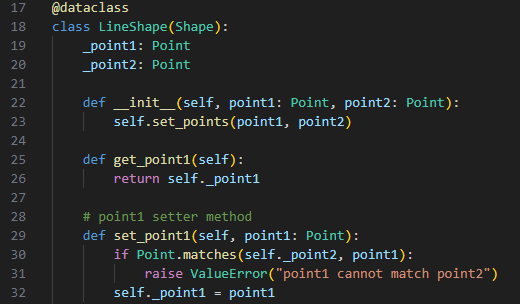 17 @dataclass
18 class LineShape(Shape):
19     _point1: Point
20     _point2: Point
21
22     def __init__(self, point1: Point, point2: Point):
23         self.set_points(point1, point2)
24
25     def get_point1(self):
26         return self._point1
27
28     # point1 setter method
29     def set_point1(self, point1: Point):
30         if Point.matches(self._point2, point1):
31             raise ValueError("point1 cannot match point2")
32         self._point1 = point1